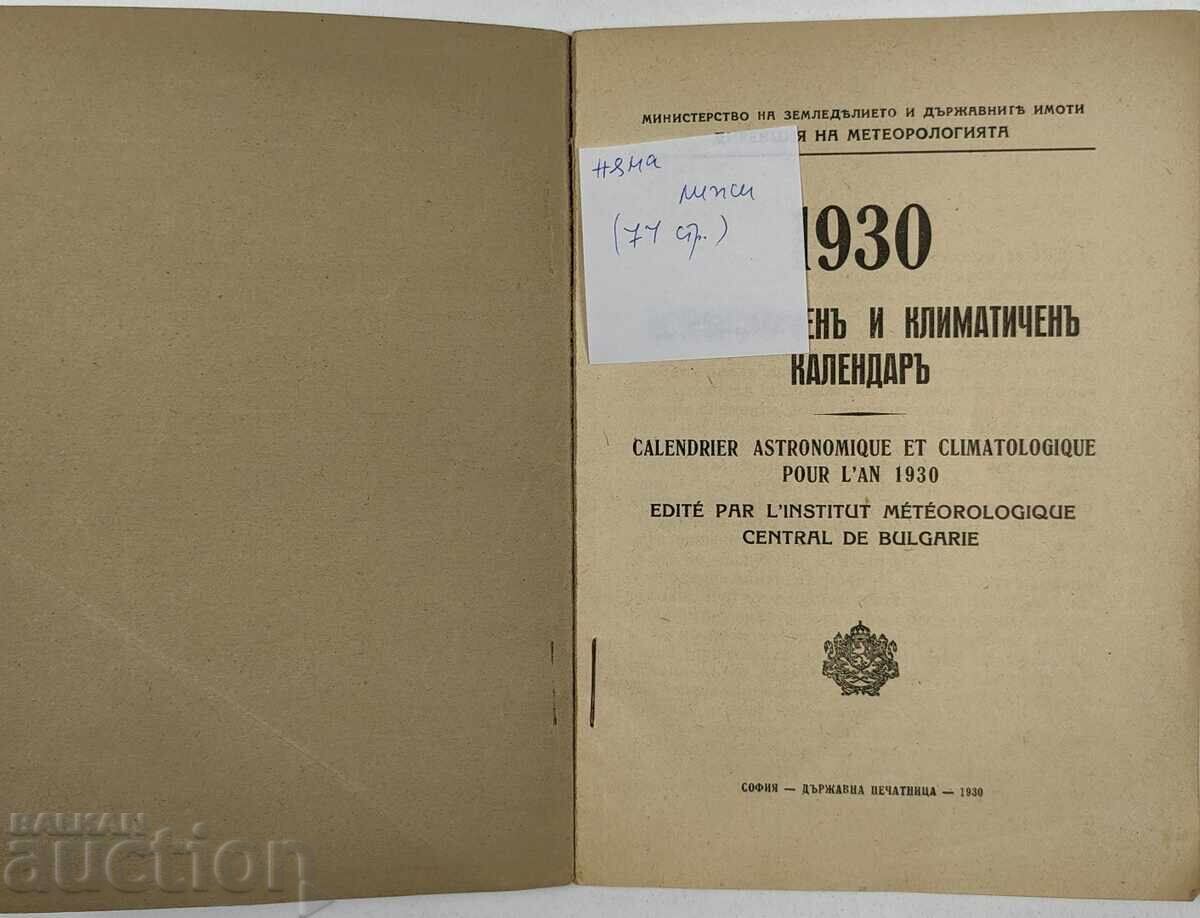 МИНИСТЕРСТВО НА ЗЕМЛЕДѢЛИЕТО И ДЪРЖАВНИТѢ ИМОТИ
НА МЕТЕОРОЛОГИЯТА
няма
(74 стр.)
1930
ЕНЪ И КЛИМАТИЧЕНЪ
КАЛЕНДАРЪ
CALENDRIER ASTRONOMIQUE ET CLIMATOLOGIQUE
POUR L'AN 1930
EDITÉ PAR L'INSTITUT MÉTÉOROLOGIQUE
CENTRAL DE BULGARIE
СОФИЯ — ДЪРЖАВНА ПЕЧАТНИЦА — 1930
BALKAN
auction